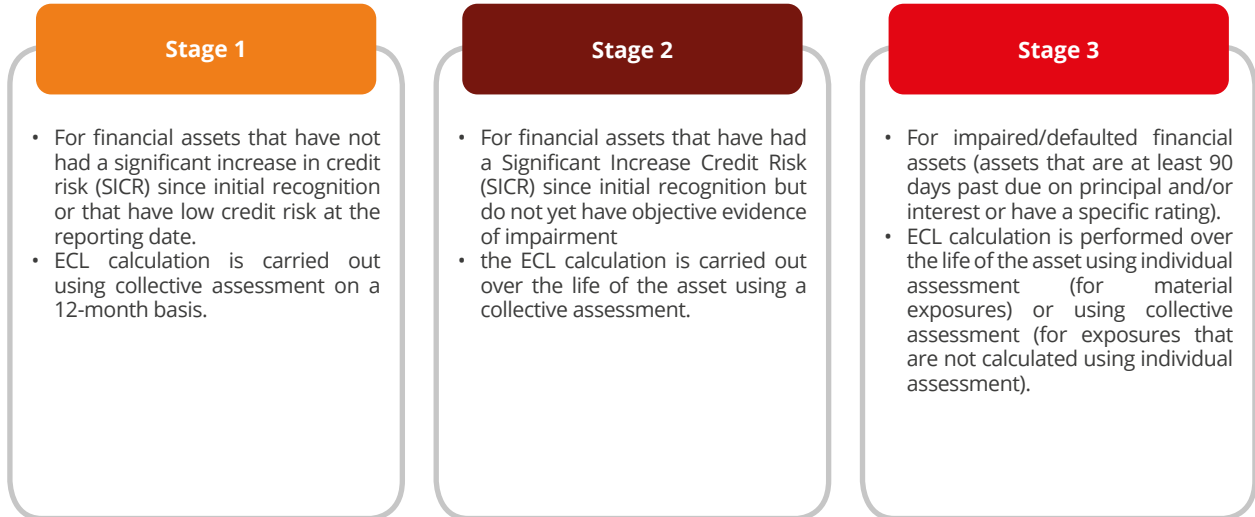 Stage 1
• For financial assets that have not
had a significant increase in credit
risk (SICR) since initial recognition
or that have low credit risk at the
reporting date.
• ECL calculation is carried out
using collective assessment on a
12-month basis.
Stage 2
• For financial assets that have had
a Significant Increase Credit Risk
(SICR) since initial recognition but
do not yet have objective evidence
of impairment
• the ECL calculation is carried out
over the life of the asset using a
collective assessment.
Stage 3
• For impaired/defaulted financial
assets (assets that are at least 90
days past due on principal and/or
interest or have a specific rating).
• ECL calculation is performed over
the life of the asset using individual
assessment (for material
exposures) or using collective
assessment (for exposures that
are not calculated using individual
assessment).